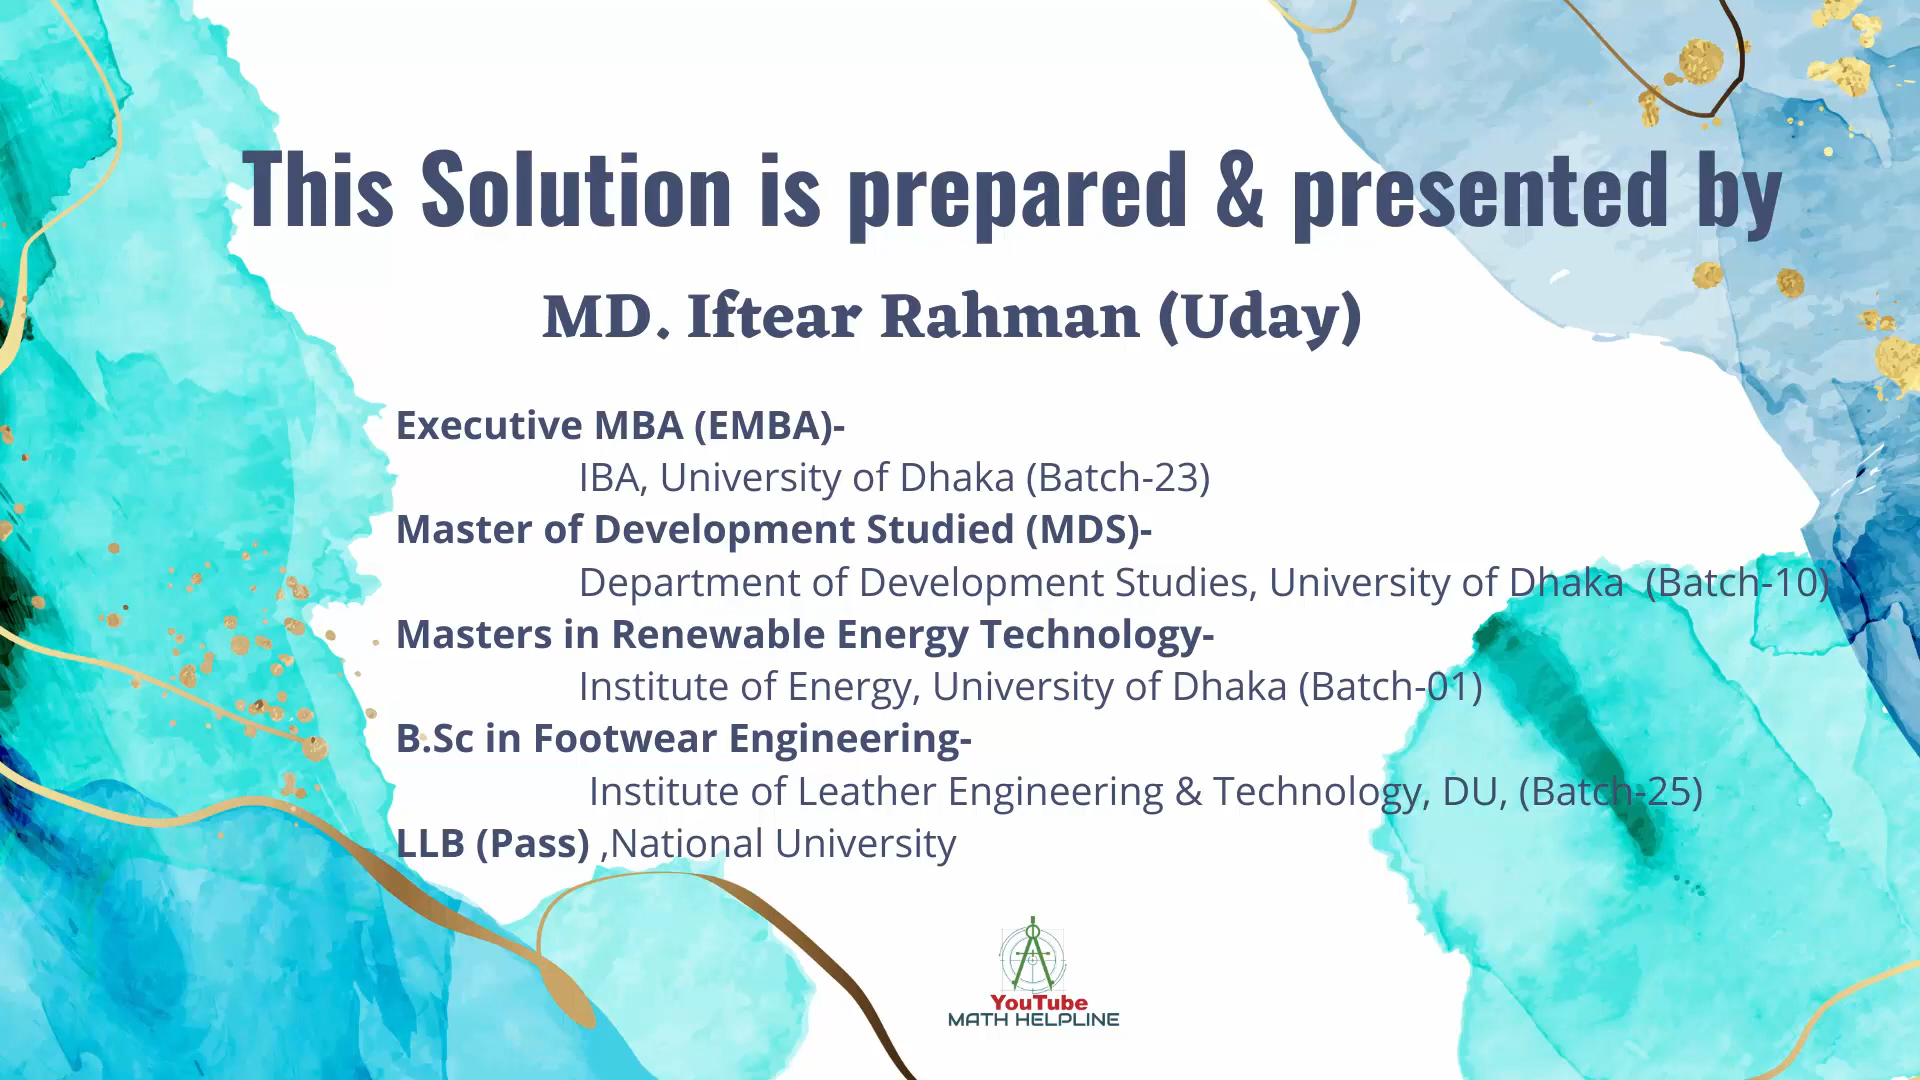 This Solution is prepared & presented by
MD. Iftear Rahman (Uday)
Executive MBA (EMBA)-
IBA, University of Dhaka (Batch-23)
Master of Development Studied (MDS)-
Department of Development Studies, University of Dhaka (Batch-10)
Masters in Renewable Energy Technology-
Institute of Energy, University of Dhaka (Batch-01)
B.Sc in Footwear Engineering-
Institute of Leather Engineering & Technology, DU, (Batch-25)
LLB (Pass) ,National University
YouTube
MATH HELPLINE